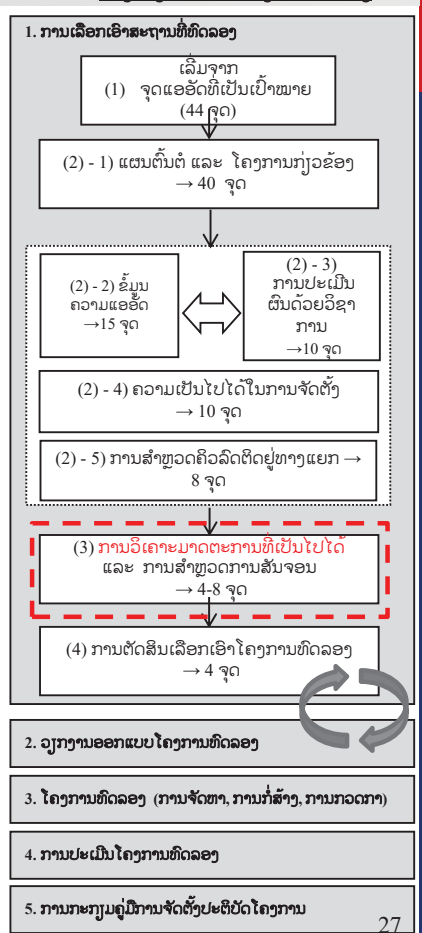 1. ການເລືອກເອົາສະຖານທີ່ທົດລອງ
ເລີ່ມຈາກ
(1) ຈຸດແອອັດທີ່ເປັນເປົ້າໝາຍ
(44 ຈຸດ)
(2) - 1) ແຜນຕົ້ນຕໍ ແລະ ໂຄງການກ່ຽວຂ້ອງ
→ 40 ຈຸດ
(2) - 2) ຂໍ້ມູນ
ຄວາມແອອັດ
→15 ຈຸດ
(2) - 3)
ການປະເມີນ
ຜົນດ້ວຍວິຊາ
ການ
→10 ຈຸດ
(2) - 4) ຄວາມເປັນໄປໄດ້ໃນການຈັດຕັ້ງ
→ 10 ຈຸດ
(2) - 5) ການສຳຫຼວດຄິວລົດຕິດຢູ່ທາງແຍກ →
8 ຈຸດ
(3) ການວິເຄາະມາດຕະການທີ່ເປັນໄປໄດ້
ແລະ ການສຳຫຼວດການສັນຈອນ
→ 4-8 ຈຸດ
(4) ການຕັດສິນເລືອກເອົາໂຄງການທົດລອງ
→ 4 ຈຸດ
2. ວຽກງານອອກແບບໂຄງການທົດລອງ
3. ໂຄງການທົດລອງ (ການຈັດຫາ, ການກໍ່ສ້າງ, ການກວດກາ)
4. ການປະເມີນໂຄງການທົດລອງ
5. ການກະກຽມຄູ່ມືການຈັດຕັ້ງປະຕິບັດໂຄງການ
27